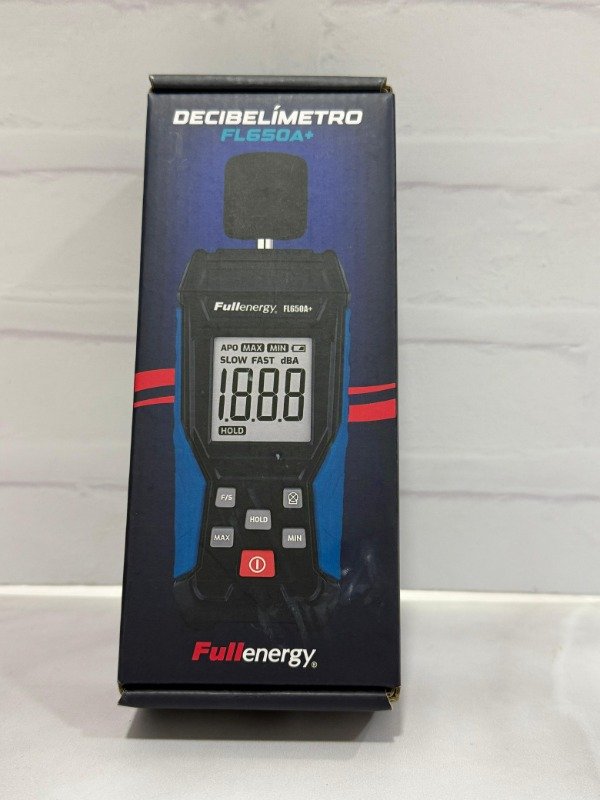 DECIBELÍMETRO
FL650A+
Fullenergy® FL650A+
APO MAX MIN
SLOW FAST dBA
1.8.8.8
HOLD
F/S
HOLD
MAX
MIN
Fullenergy®